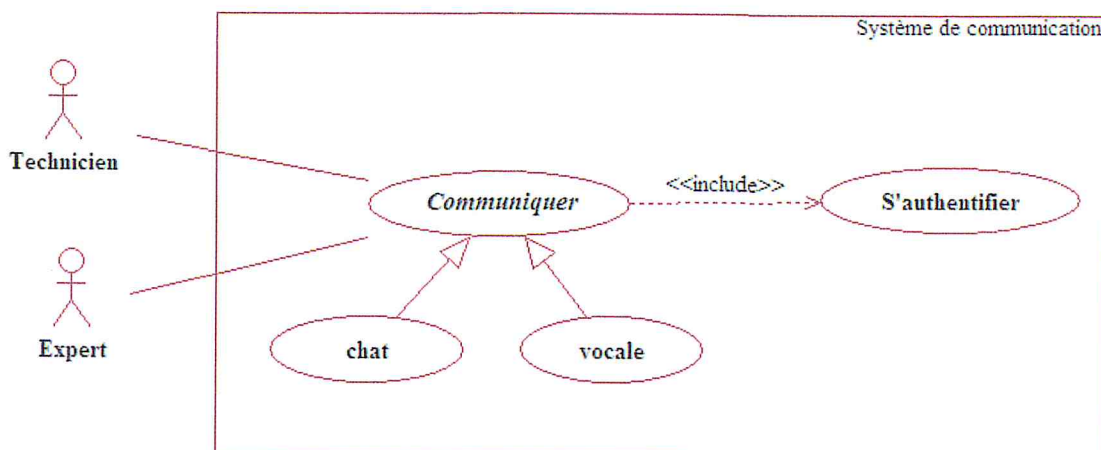 Système de communication
Technicien
<<include>>
Communiquer
S'authentifier
Expert
chat
vocale